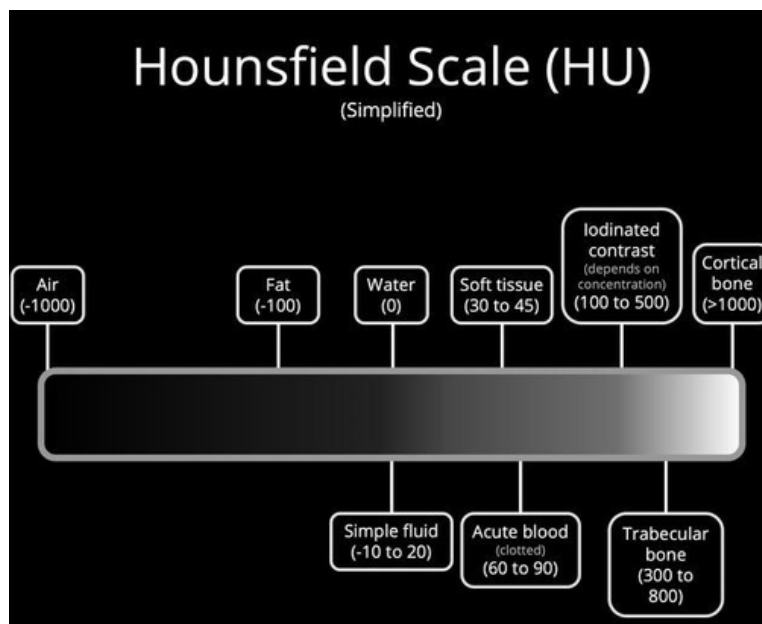 Hounsfield Scale (HU)
(Simplified)
Air
(-1000)
Fat
(-100)
Water
(0)
Soft tissue
(30 to 45)
Iodinated
contrast
(depends on
concentration)
(100 to 500)
Cortical
bone
(>1000)
Simple fluid
(-10 to 20)
Acute blood
(clotted)
(60 to 90)
Trabecular
bone
(300 to
800)